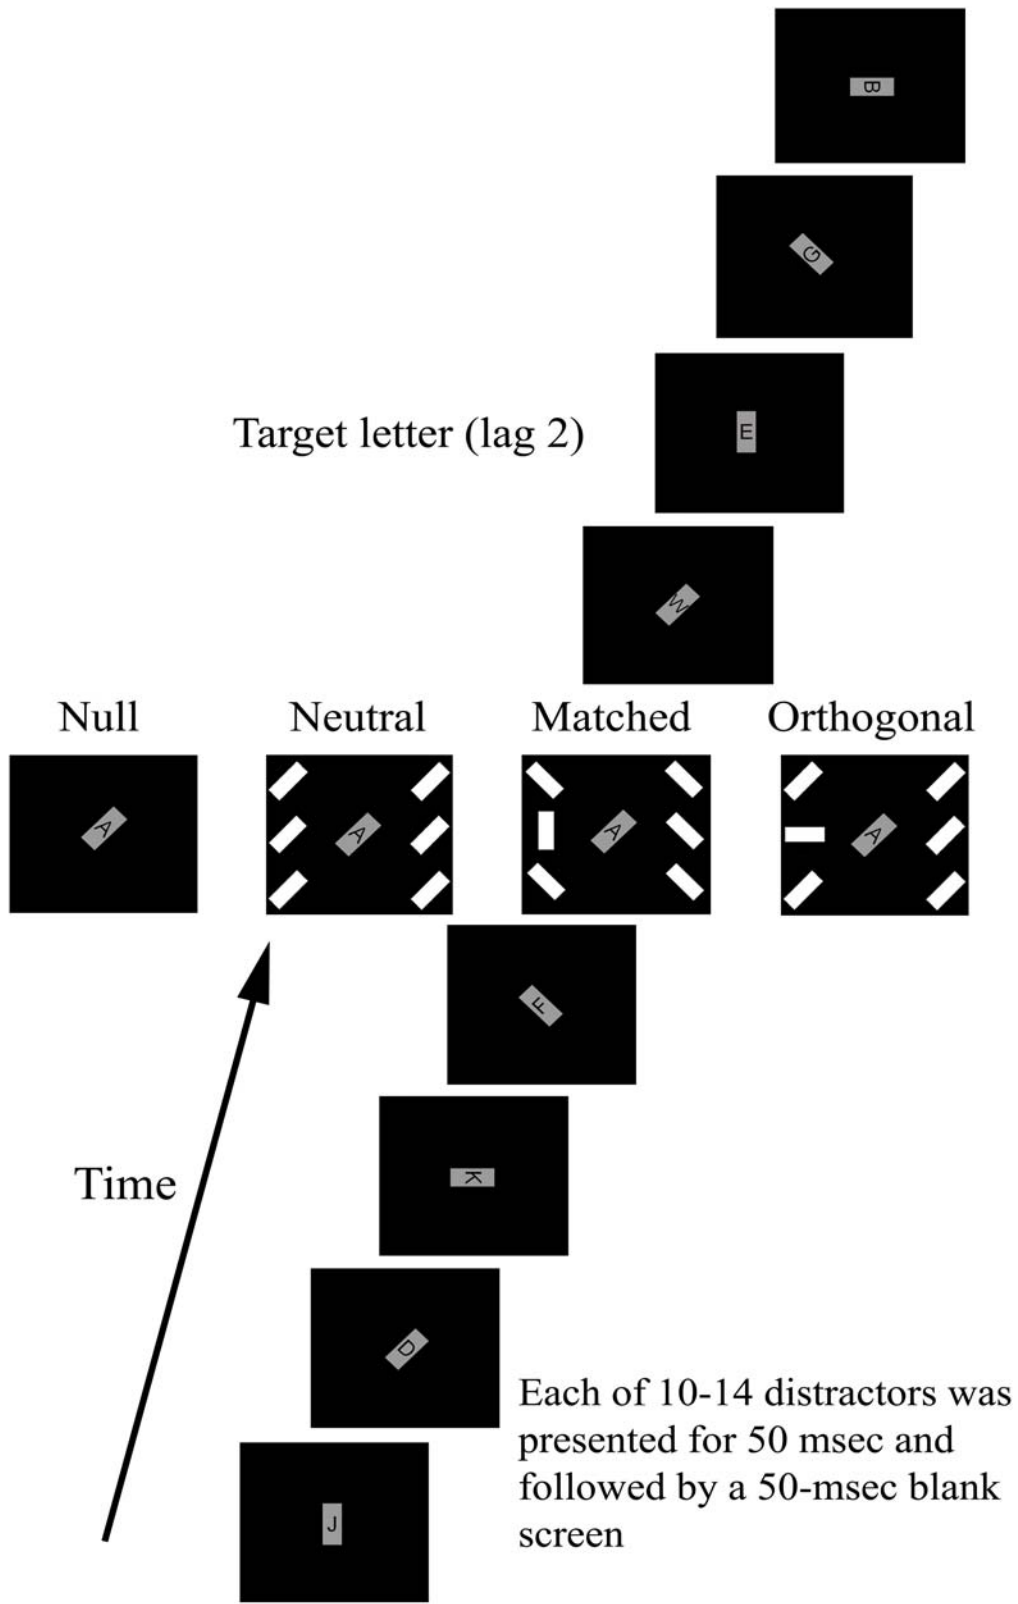 B
G
E
Target letter (lag 2)
W
Null
Neutral
Matched
Orthogonal
A
A
A
A
F
K
Time
D
Each of 10-14 distractors was
presented for 50 msec and
followed by a 50-msec blank
screen
J